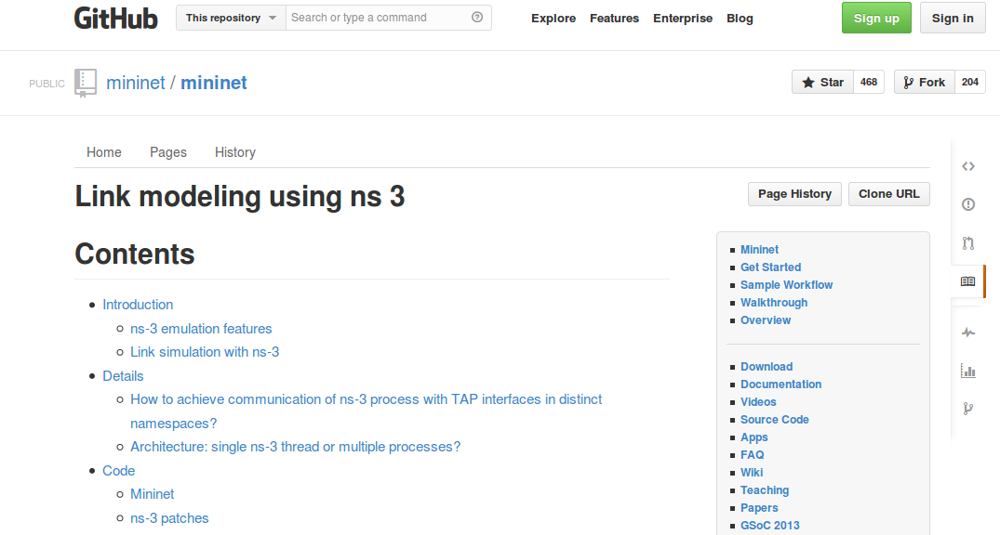 GitHub This repository Search or type a command Explore Features Enterprise Blog Sign up Sign in
PUBLIC mininet / mininet Star 468 Fork 204
Home Pages History
Link modeling using ns 3 Page History Clone URL
Contents
Introduction
ns-3 emulation features
Link simulation with ns-3
Details
How to achieve communication of ns-3 process with TAP interfaces in distinct
namespaces?
Architecture: single ns-3 thread or multiple processes?
Code
Mininet
ns-3 patches
Mininet
Get Started
Sample Workflow
Walkthrough
Overview
Download
Documentation
Videos
Source Code
Apps
FAQ
Wiki
Teaching
Papers
GSoC 2013